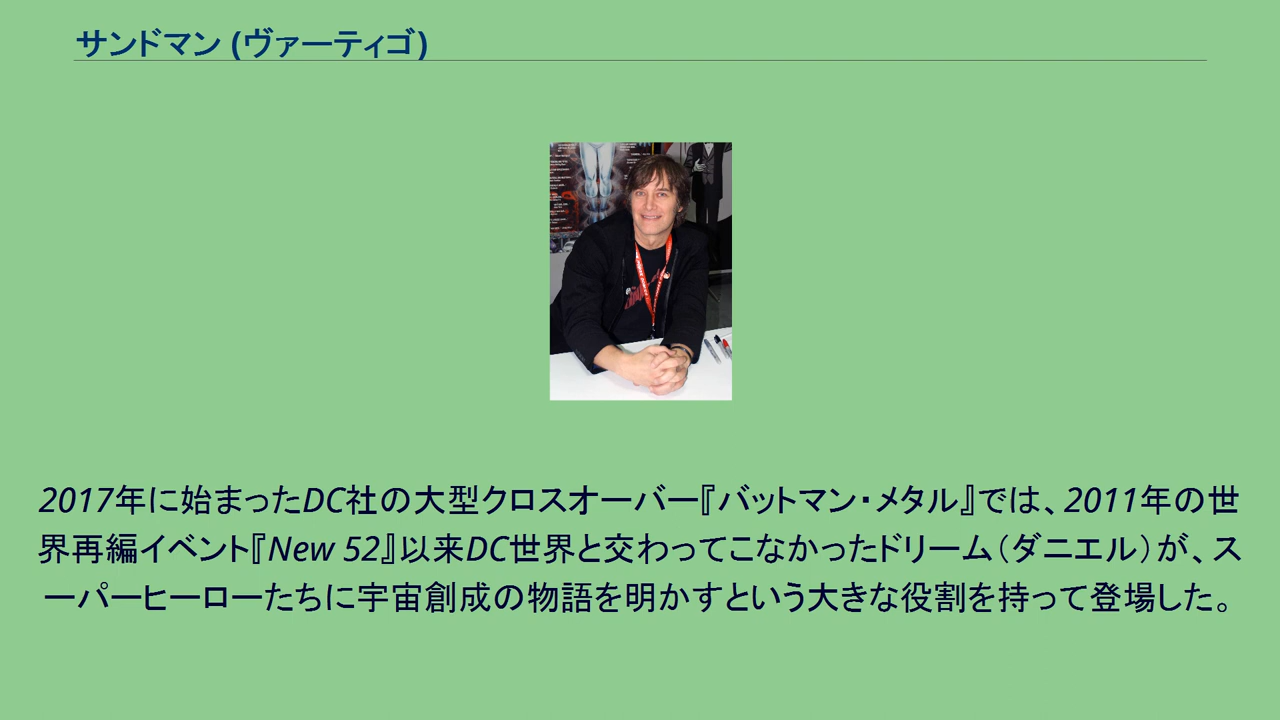 サンドマン (ヴァーティゴ)
2017年に始まったDC社の大型クロスオーバー『バットマン・メタル』では、2011年の世
界再編イベント『New 52』以来DC世界と交わってこなかったドリーム（ダニエル）が、ス
ーパーヒーローたちに宇宙創成の物語を明かすという大きな役割を持って登場した。